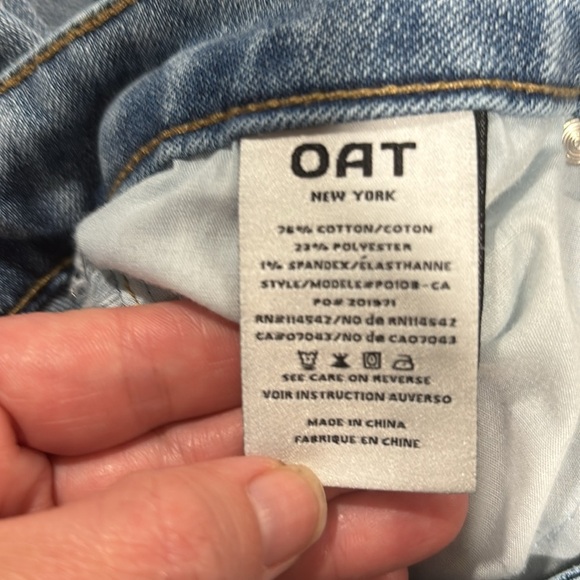 OAT
NEW YORK
76% COTTON/COTON
23% POLYESTER
1% SPANDEX/ÉLASTHANNE
STYLE/MODELE#P010B-CA
PO# 201971
RN#114542/NO de RN114542
CA#07043/NO de CA07043
SEE CARE ON REVERSE
VOIR INSTRUCTION AUVERSO
MADE IN CHINA
FABRIQUE EN CHINE